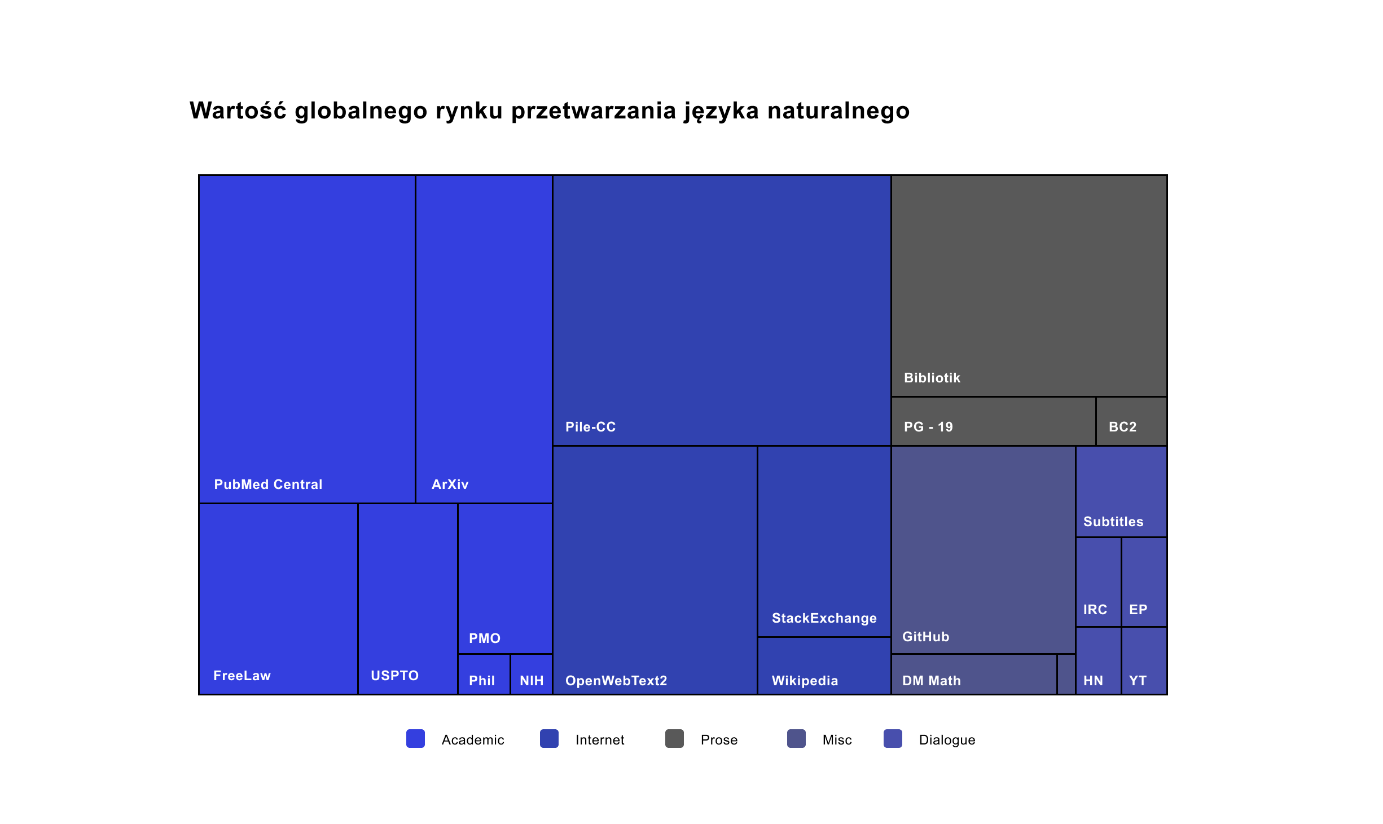 Wartość globalnego rynku przetwarzania języka naturalnego
PubMed Central
ArXiv
Pile-CC
Bibliotik
PG - 19
BC2
FreeLaw
USPTO
PMO
Phil
NIH
OpenWebText2
StackExchange
Wikipedia
GitHub
DM Math
Subtitles
IRC
EP
HN
YT
Academic
Internet
Prose
Misc
Dialogue